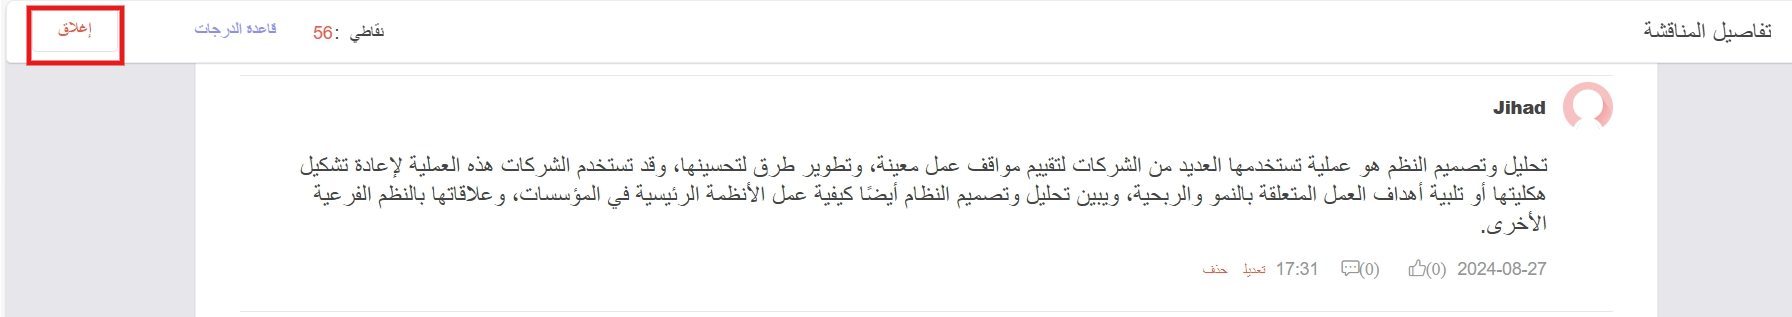 تفاصيل المناقشة
نقاطي :56
قاعدة الدرجات
إغلاق
Jihad
تحليل وتصميم النظم هو عملية تستخدمها العديد من الشركات لتقييم مواقف عمل معينة، وتطوير طرق لتحسينها، وقد تستخدم الشركات هذه العملية لإعادة تشكيل
هكليتها أو تلبية أهداف العمل المتعلقة بالنمو والربحية، ويبين تحليل وتصميم النظام أيضًا كيفية عمل الأنظمة الرئيسية في المؤسسات، وعلاقاتها بالنظم الفرعية
الأخرى.
2024-08-27 (0) (0) 17:31 تعديل حذف